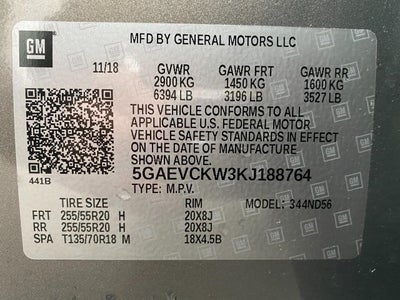 GM
MFD BY GENERAL MOTORS LLC
11/18 GVWR GAWR FRT GAWR RR
2900 KG 1450 KG 1600 KG
6394 LB 3196 LB 3527 LB
THIS VEHICLE CONFORMS TO ALL
APPLICABLE U.S. FEDERAL MOTOR
VEHICLE SAFETY STANDARDS IN EFFECT
ON THE DATE OF MANUFACTURE
SHOWN ABOVE.
441B
5GAEVCKW3KJ188764
TYPE: M.P.V. MODEL: 344ND56
TIRE SIZE RIM
FRT 255/55R20 H 20X8J
RR 255/55R20 H 20X8J
SPA T135/70R18 M 18X4.5B